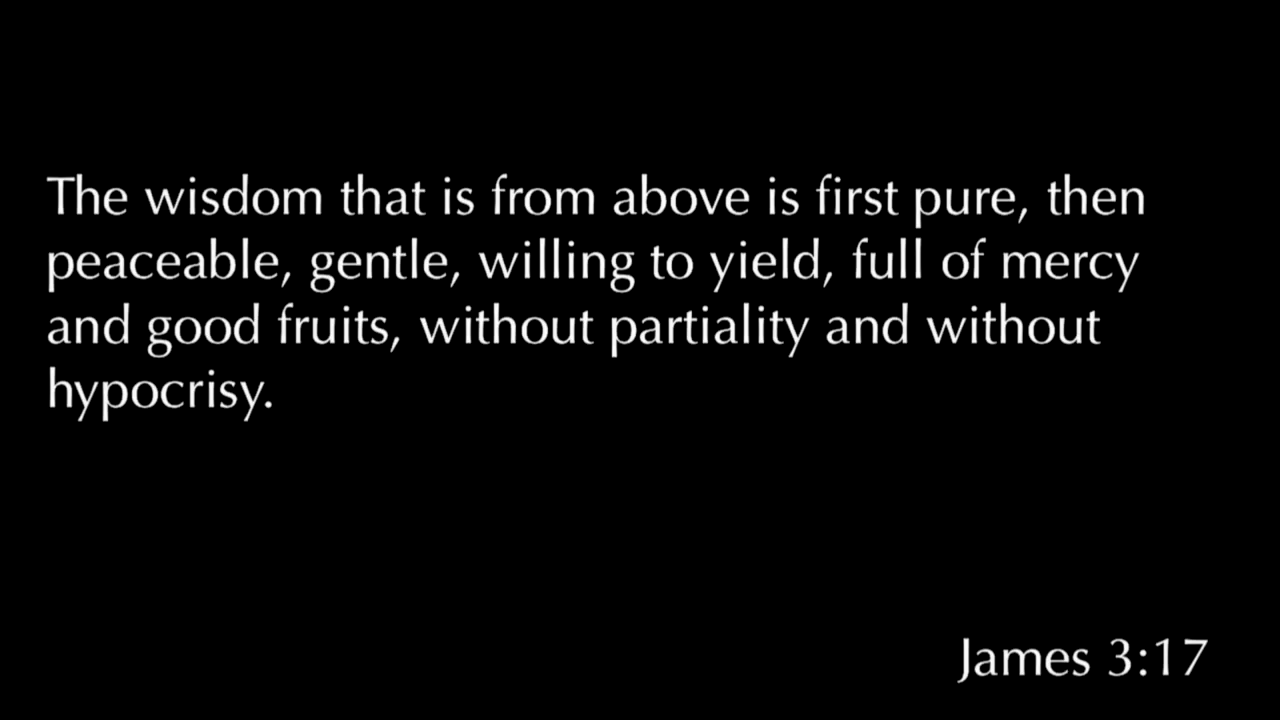 The wisdom that is from above is first pure, then
peaceable, gentle, willing to yield, full of mercy
and good fruits, without partiality and without
hypocrisy.
James 3:17